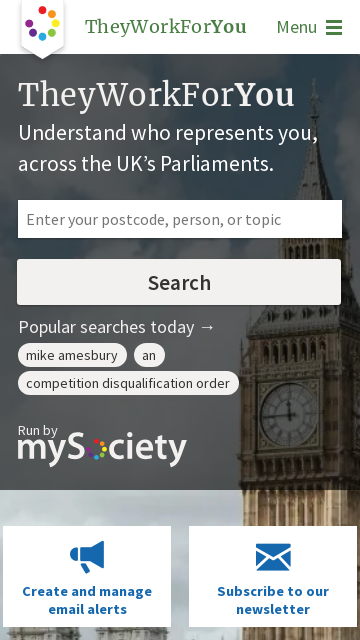 TheyWorkForYou
Menu
TheyWorkForYou
Understand who represents you,
across the UK’s Parliaments.
Enter your postcode, person, or topic
Search
Popular searches today →
mike amesbury
an
competition disqualification order
Run by
mySociety
Create and manage
email alerts
Subscribe to our
newsletter